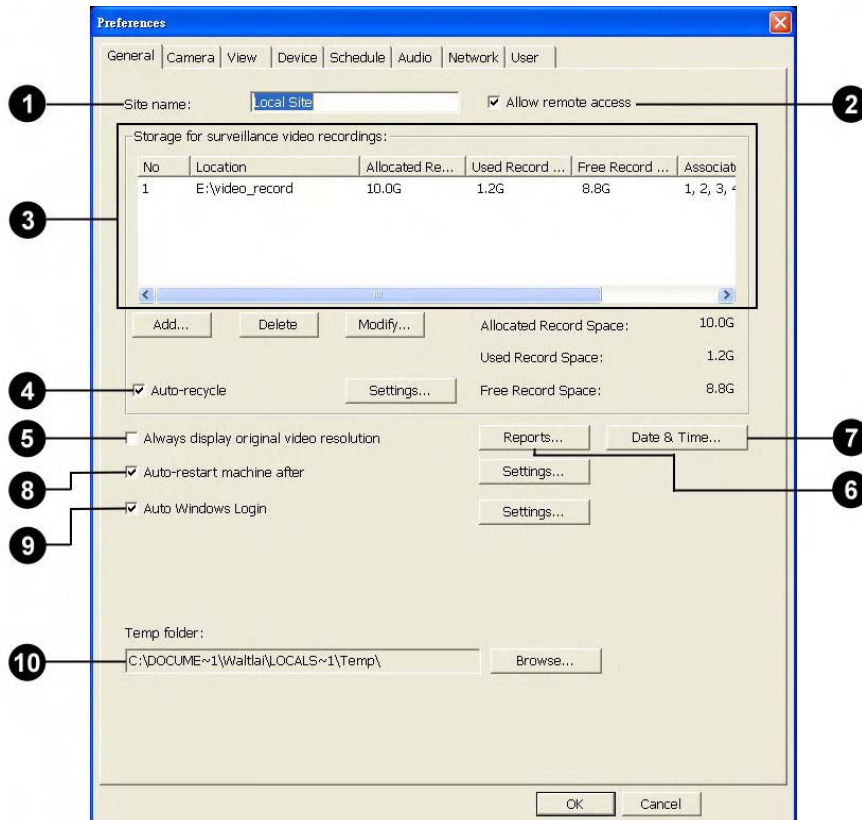 Preferences
General Camera View Device Schedule Audio Network User
1 Site name: Local Site Allow remote access 2
Storage for surveillance video recordings:
No Location Allocated Re... Used Record ... Free Record ... Associat
1 E:\video_record 10.0G 1.2G 8.8G 1, 2, 3, 4
3
Add... Delete Modify... Allocated Record Space: 10.0G
Used Record Space: 1.2G
4 Auto-recycle Settings... Free Record Space: 8.8G
5 Always display original video resolution Reports... Date & Time... 7
8 Auto-restart machine after Settings... 6
9 Auto Windows Login Settings...
Temp folder:
10 C:\DOCUME~1\Waltlai\LOCALS~1\Temp\ Browse...
OK Cancel